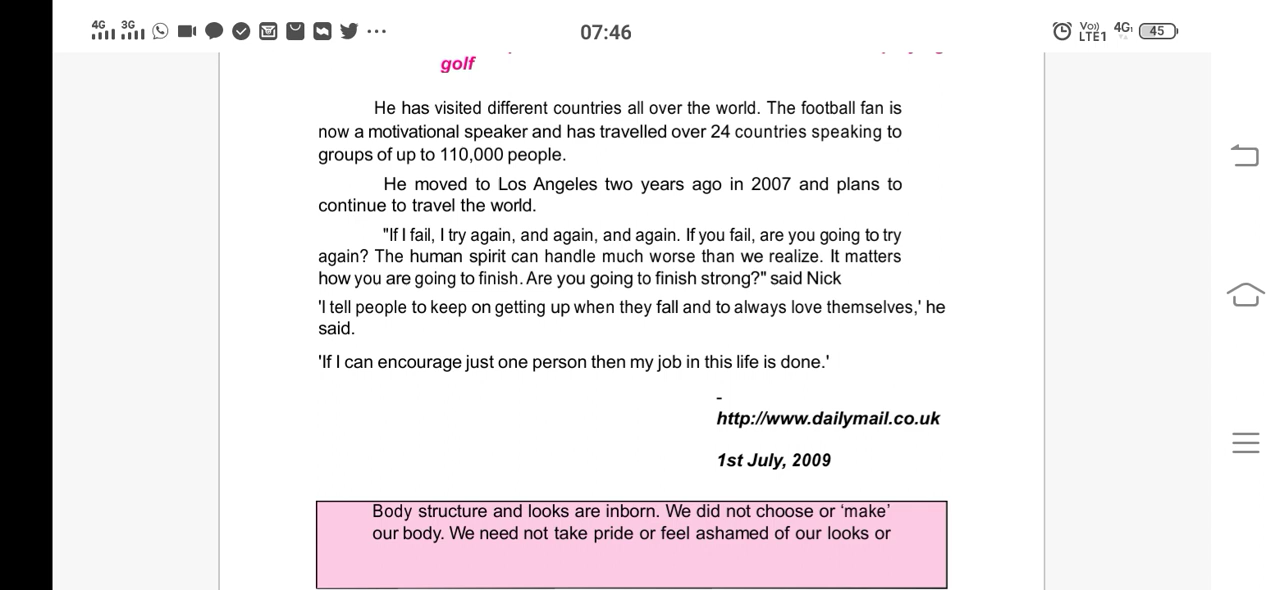 4G 3G 07:46 Vo)) LTE1 4G 45
golf
He has visited different countries all over the world. The football fan is
now a motivational speaker and has travelled over 24 countries speaking to
groups of up to 110,000 people.
He moved to Los Angeles two years ago in 2007 and plans to
continue to travel the world.
"If I fail, I try again, and again, and again. If you fail, are you going to try
again? The human spirit can handle much worse than we realize. It matters
how you are going to finish. Are you going to finish strong?" said Nick
'I tell people to keep on getting up when they fall and to always love themselves,' he
said.
'If I can encourage just one person then my job in this life is done.'
-
http://www.dailymail.co.uk
1st July, 2009
Body structure and looks are inborn. We did not choose or ‘make’
our body. We need not take pride or feel ashamed of our looks or